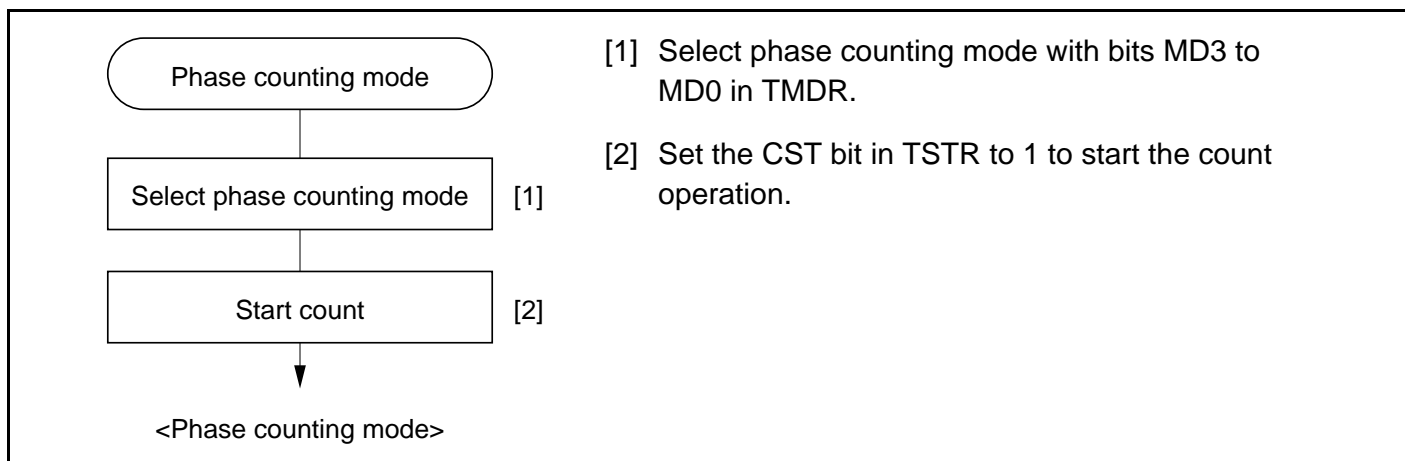 Phase counting mode
Select phase counting mode [1]
Start count [2]
<Phase counting mode>
[1] Select phase counting mode with bits MD3 to
MD0 in TMDR.
[2] Set the CST bit in TSTR to 1 to start the count
operation.